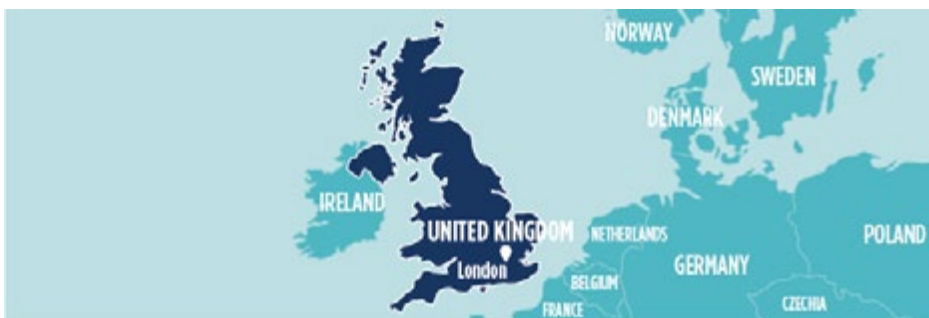 NORWAY
SWEDEN
DENMARK
IRELAND
UNITED KINGDOM
NETHERLANDS
POLAND
London
GERMANY
BELGIUM
FRANCE
CZECHIA